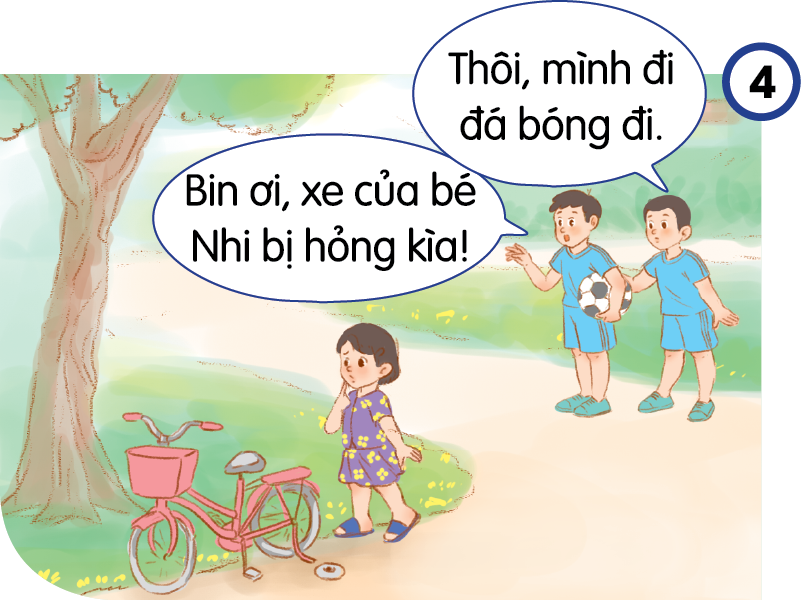 Thôi, mình đi
đá bóng đi.
4
Bin ơi, xe của bé
Nhi bị hỏng kìa!